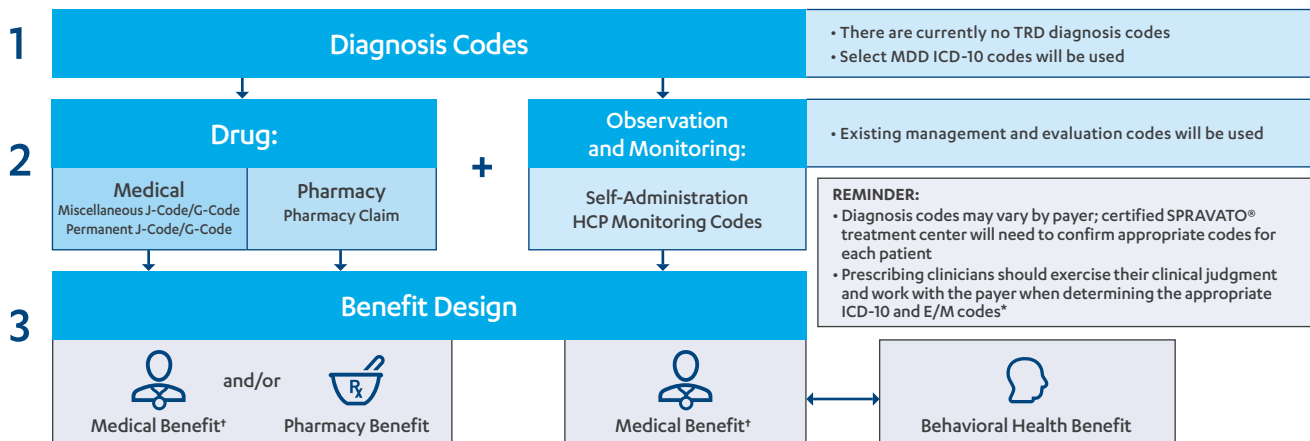 1
Diagnosis Codes
• There are currently no TRD diagnosis codes
• Select MDD ICD-10 codes will be used
2
Drug:
Medical
Miscellaneous J-Code/G-Code
Permanent J-Code/G-Code
Pharmacy
Pharmacy Claim
+
Observation
and Monitoring:
Self-Administration
HCP Monitoring Codes
• Existing management and evaluation codes will be used
REMINDER:
• Diagnosis codes may vary by payer; certified SPRAVATO®
treatment center will need to confirm appropriate codes for
each patient
• Prescribing clinicians should exercise their clinical judgment
and work with the payer when determining the appropriate
ICD-10 and E/M codes*
3
Benefit Design
Medical Benefit†
and/or
Rx
Pharmacy Benefit
Medical Benefit†
Behavioral Health Benefit